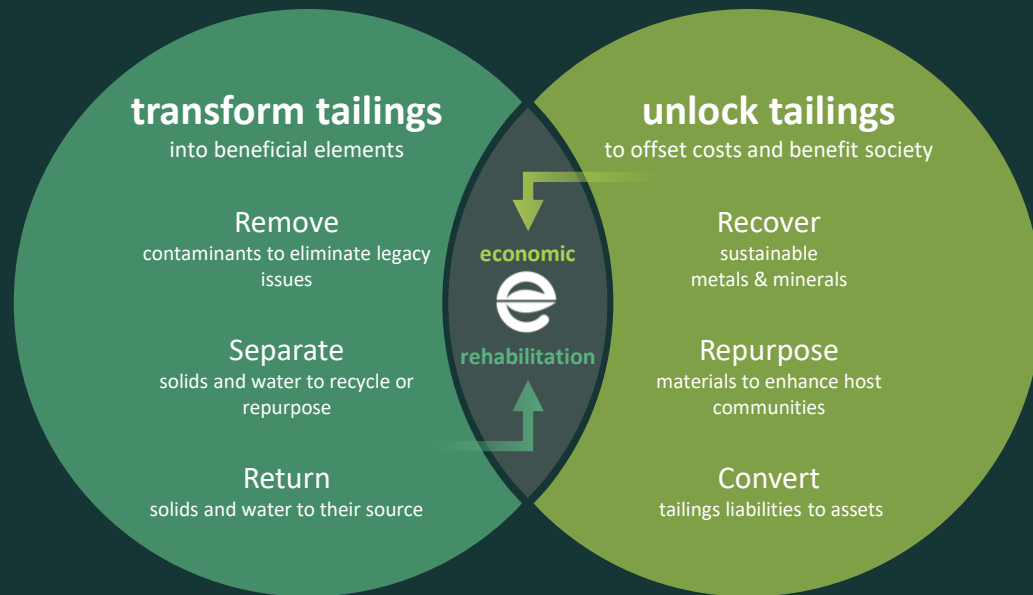 transform tailings
into beneficial elements
Remove
contaminants to eliminate legacy
issues
Separate
solids and water to recycle or
repurpose
Return
solids and water to their source
economic
e
rehabilitation
unlock tailings
to offset costs and benefit society
Recover
sustainable
metals & minerals
Repurpose
materials to enhance host
communities
Convert
tailings liabilities to assets